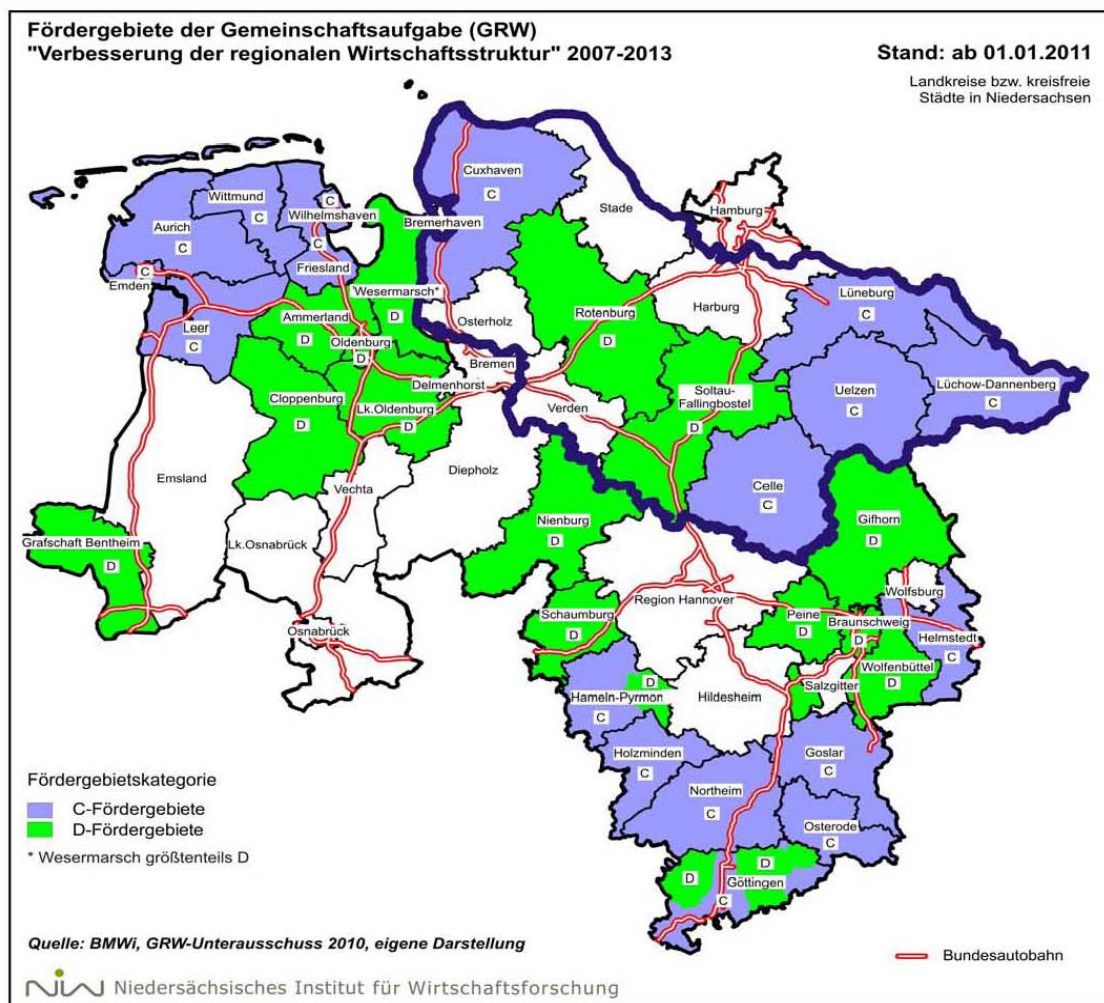 Fördergebiete der Gemeinschaftsaufgabe (GRW)
"Verbesserung der regionalen Wirtschaftsstruktur" 2007-2013
Stand: ab 01.01.2011
Landkreise bzw. kreisfreie
Städte in Niedersachsen
Cuxhaven
C
Wittmund
C
C
Wilhelmshaven
Stade
Hamburg
Aurich
C
Bremerhaven
C
Friesland
Emden
C
Wesermarsch*
D
Lüneburg
C
Harburg
Osterholz
Rotenburg
D
Ammerland
D
Leer
C
Oldenburg
D
Bremen
Delmenhorst
Uelzen
C
Lüchow-Dannenberg
C
Soltau-
Fallingbostel
D
Cloppenburg
D
Lk.Oldenburg
D
Verden
Diepholz
Emsland
Vechta
Celle
C
Nienburg
D
Gifhorn
D
Grafschaft Bentheim
D
Lk.Osnabrück
Wolfsburg
Region Hannover
Schaumburg
D
Peine
D
Braunschweig
D
Helmstedt
C
Osnabrück
Wolfenbüttel
D
Salzgitter
D
Hameln-Pyrmon
C
Hildesheim
Holzminden
C
Goslar
C
Northeim
C
Osterode
C
D
D
Göttingen
C
Fördergebietskategorie
C-Fördergebiete
D-Fördergebiete
* Wesermarsch größtenteils D
Quelle: BMWi, GRW-Unterausschuss 2010, eigene Darstellung
Bundesautobahn
NIW Niedersächsisches Institut für Wirtschaftsforschung